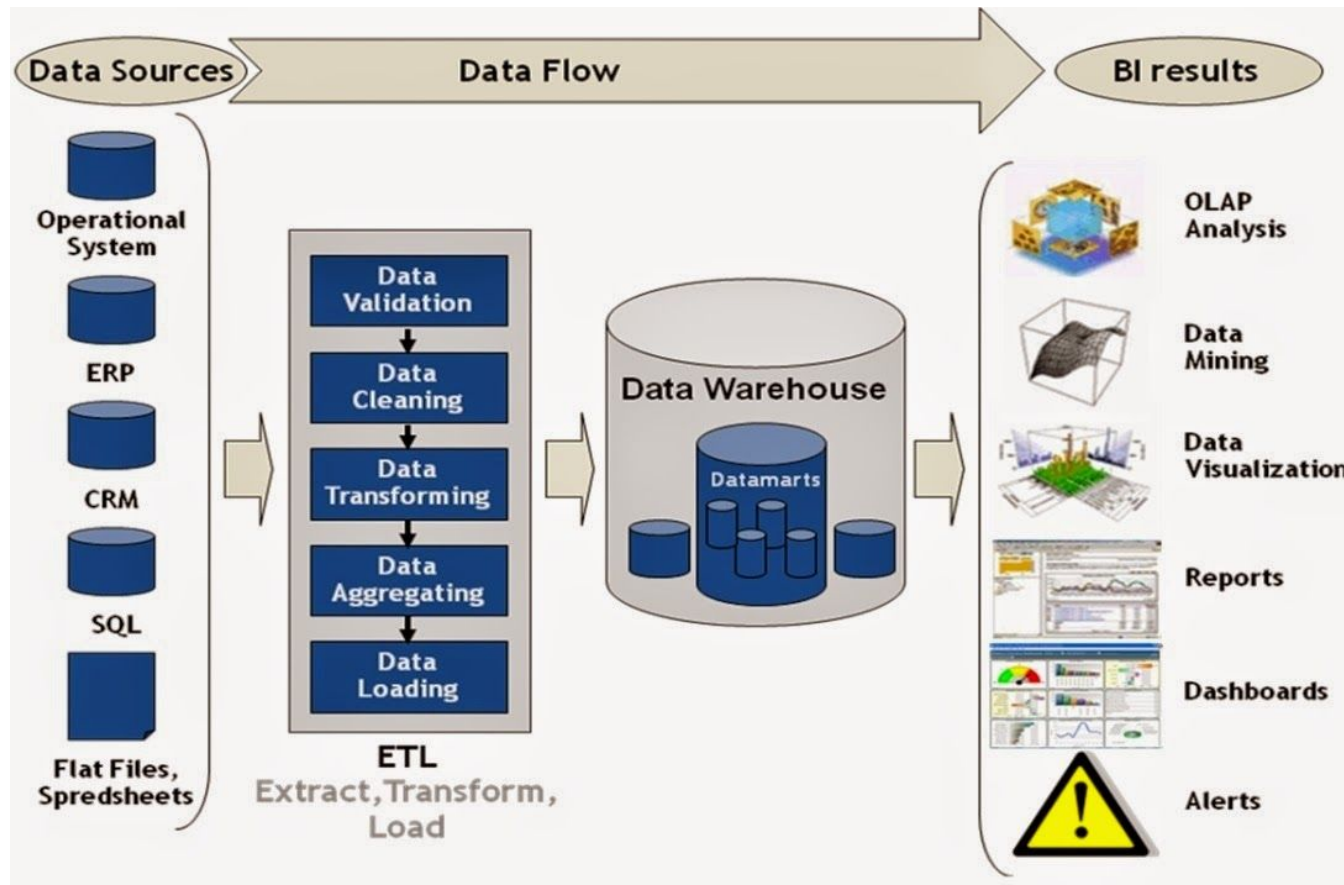 Data Sources
Data Flow
BI results
Operational
System
ERP
CRM
SQL
Flat Files,
Spredsheets
Data
Validation
Data
Cleaning
Data
Transforming
Data
Aggregating
Data
Loading
ETL
Extract,Transform,
Load
Data Warehouse
Datamarts
OLAP
Analysis
Data
Mining
Data
Visualization
Reports
Dashboards
Alerts